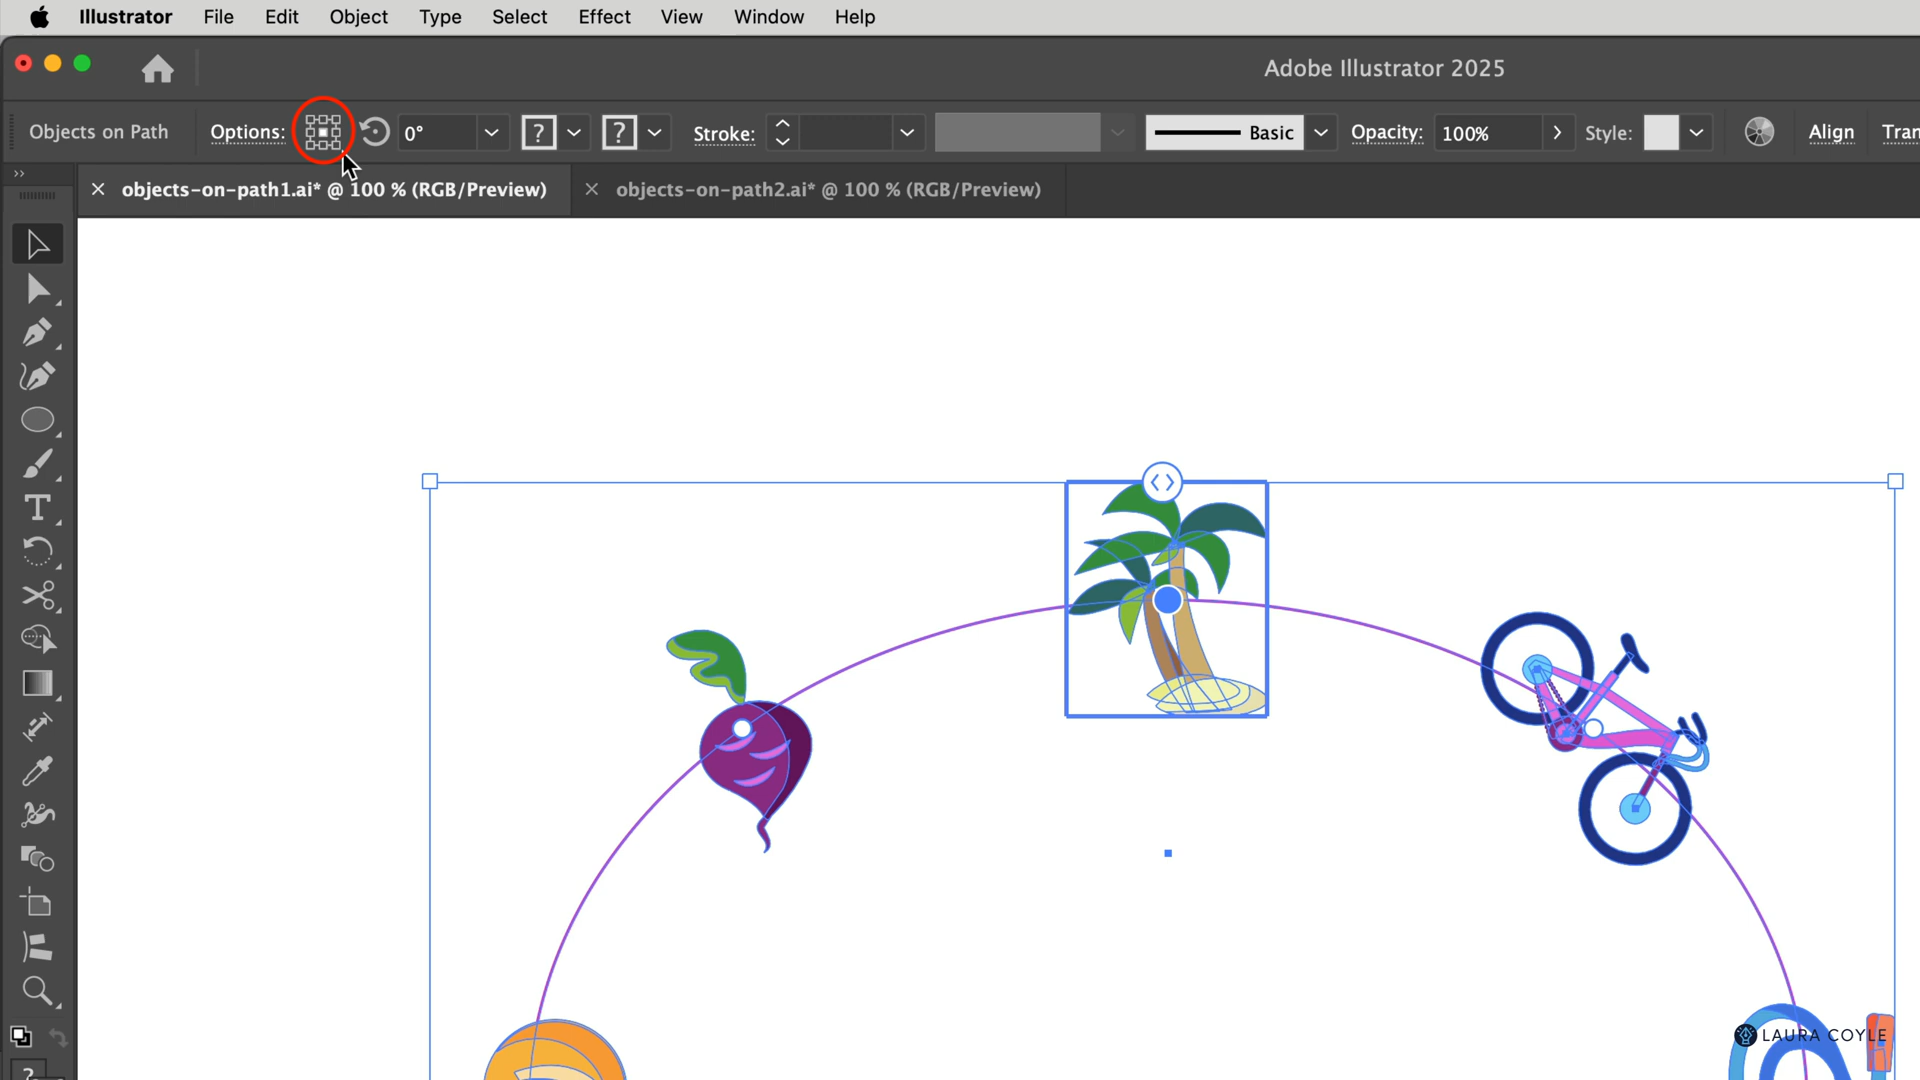 Illustrator File Edit Object Type Select Effect View Window Help
Adobe Illustrator 2025
Objects on Path Options: 0° ? ? Stroke: Basic Opacity: 100% Style: Align Tran
objects-on-path1.ai* @ 100 % (RGB/Preview) objects-on-path2.ai* @ 100 % (RGB/Preview)
T
?
LAURA COYLE